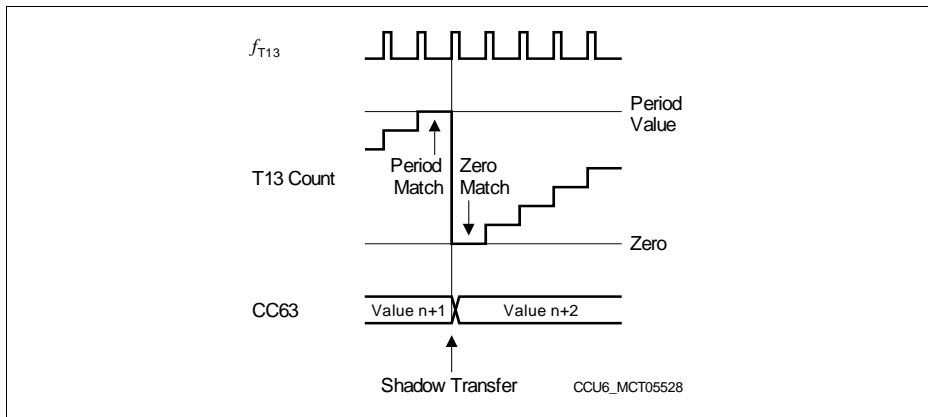 fT13
Period
Value
Period
Match
Zero
Match
T13 Count
Zero
CC63
Value n+1
Value n+2
Shadow Transfer
CCU6_MCT05528